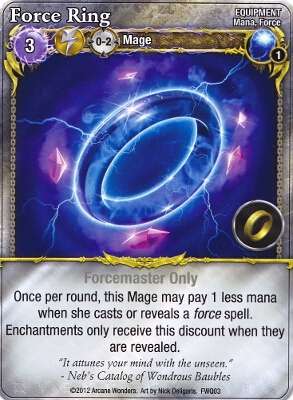 Force Ring
EQUIPMENT
Mana, Force
3
0-2
Mage
1
Forcemaster Only
Once per round, this Mage may pay 1 less mana
when she casts or reveals a force spell.
Enchantments only receive this discount when they
are revealed.
"It attunes your mind with the unseen."
- Neb's Catalog of Wondrous Baubles
©2012 Arcane Wonders. Art by Nick Deligaris. FWQ03